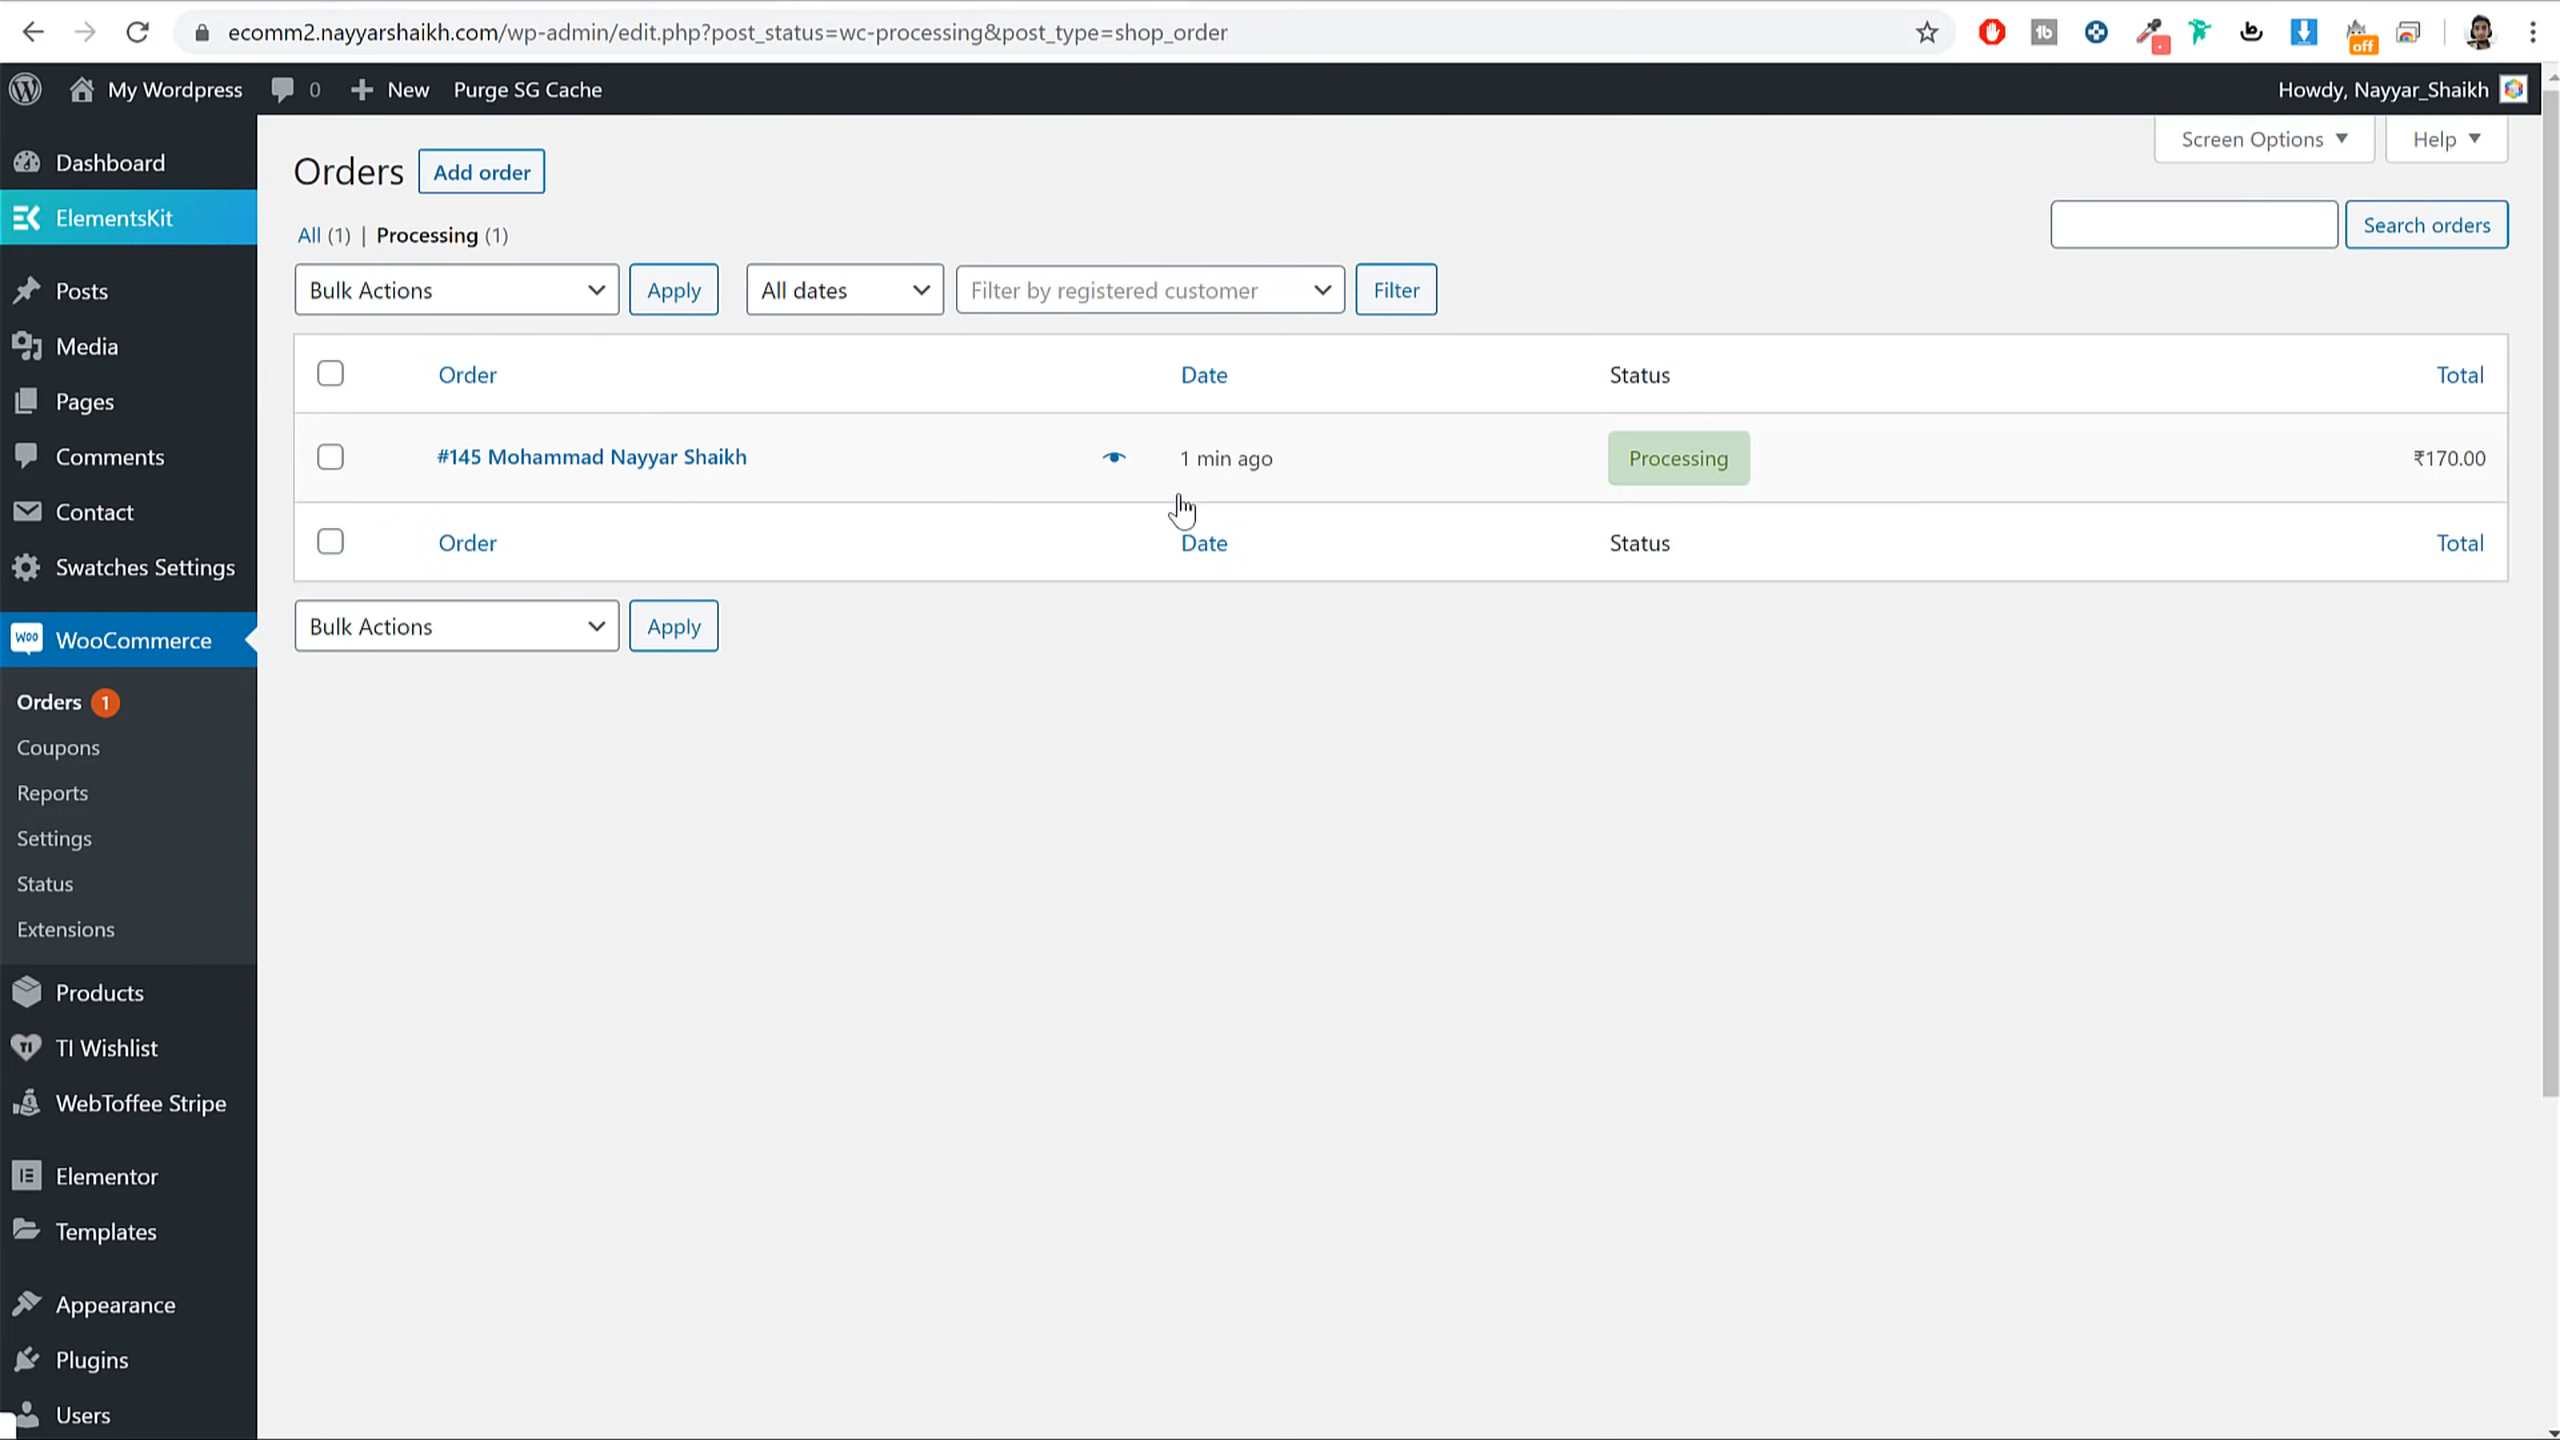 ecomm2.nayyarshaikh.com/wp-admin/edit.php?post_status=wc-processing&post_type=shop_order
off
My Wordpress 0 New Purge SG Cache Howdy, Nayyar_Shaikh
Screen Options Help
Orders Add order
All (1) | Processing (1)
Search orders
Bulk Actions Apply All dates Filter by registered customer Filter
Order Date Status Total
#145 Mohammad Nayyar Shaikh 1 min ago Processing ₹170.00
Order Date Status Total
Bulk Actions Apply
Dashboard
ElementsKit
Posts
Media
Pages
Comments
Contact
Swatches Settings
Woo WooCommerce
Orders 1
Coupons
Reports
Settings
Status
Extensions
Products
TI Wishlist
WebToffee Stripe
Elementor
Templates
Appearance
Plugins
Users